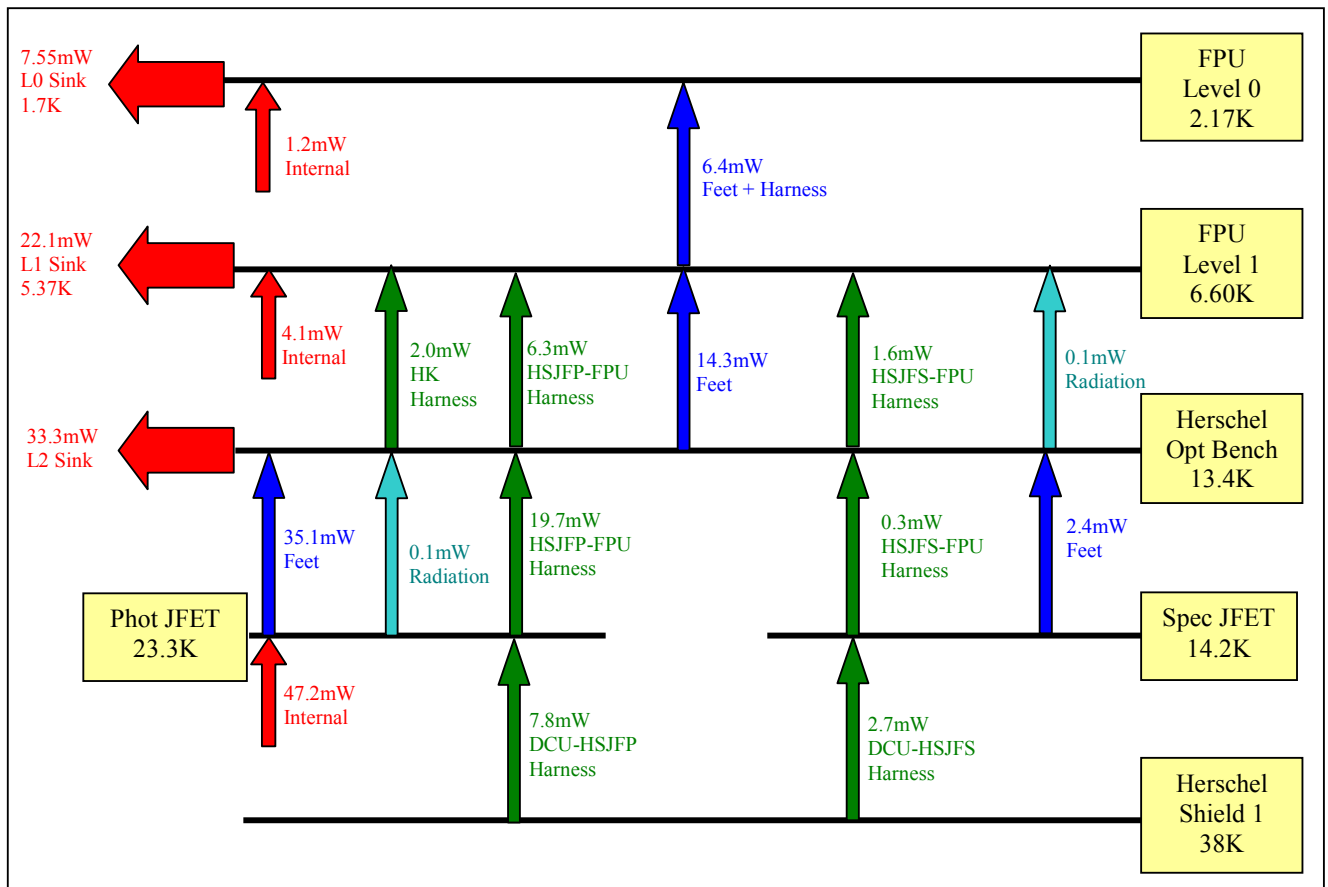 7.55mW
L0 Sink
1.7K
1.2mW
Internal
6.4mW
Feet + Harness
FPU
Level 0
2.17K
22.1mW
L1 Sink
5.37K
4.1mW
Internal
2.0mW
HK
Harness
6.3mW
HSJFP-FPU
Harness
14.3mW
Feet
1.6mW
HSJFS-FPU
Harness
0.1mW
Radiation
FPU
Level 1
6.60K
33.3mW
L2 Sink
35.1mW
Feet
0.1mW
Radiation
19.7mW
HSJFP-FPU
Harness
0.3mW
HSJFS-FPU
Harness
2.4mW
Feet
Herschel
Opt Bench
13.4K
Phot JFET
23.3K
Spec JFET
14.2K
47.2mW
Internal
7.8mW
DCU-HSJFP
Harness
2.7mW
DCU-HSJFS
Harness
Herschel
Shield 1
38K